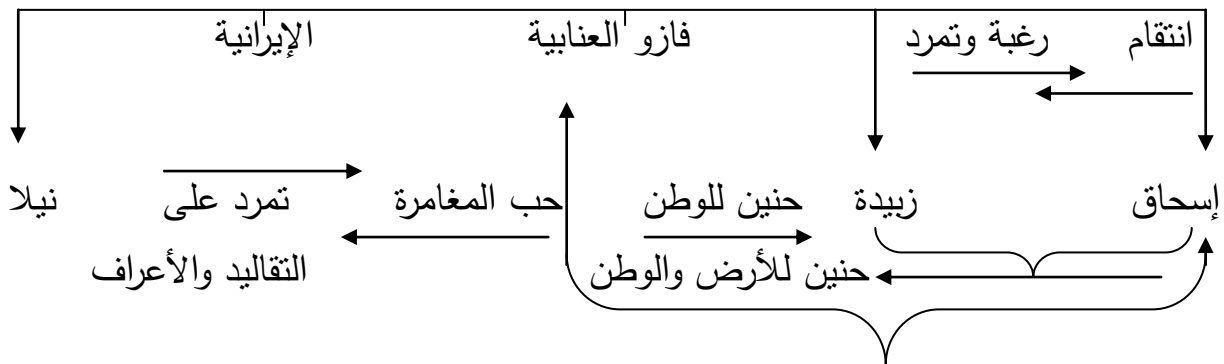 انتقام رغبة وتمرد فازو العنابية الإيرانية
إسحاق زبيدة حنين للوطن حب المغامرة تمرد على نيلا
حنين للأرض والوطن التقاليد والأعراف